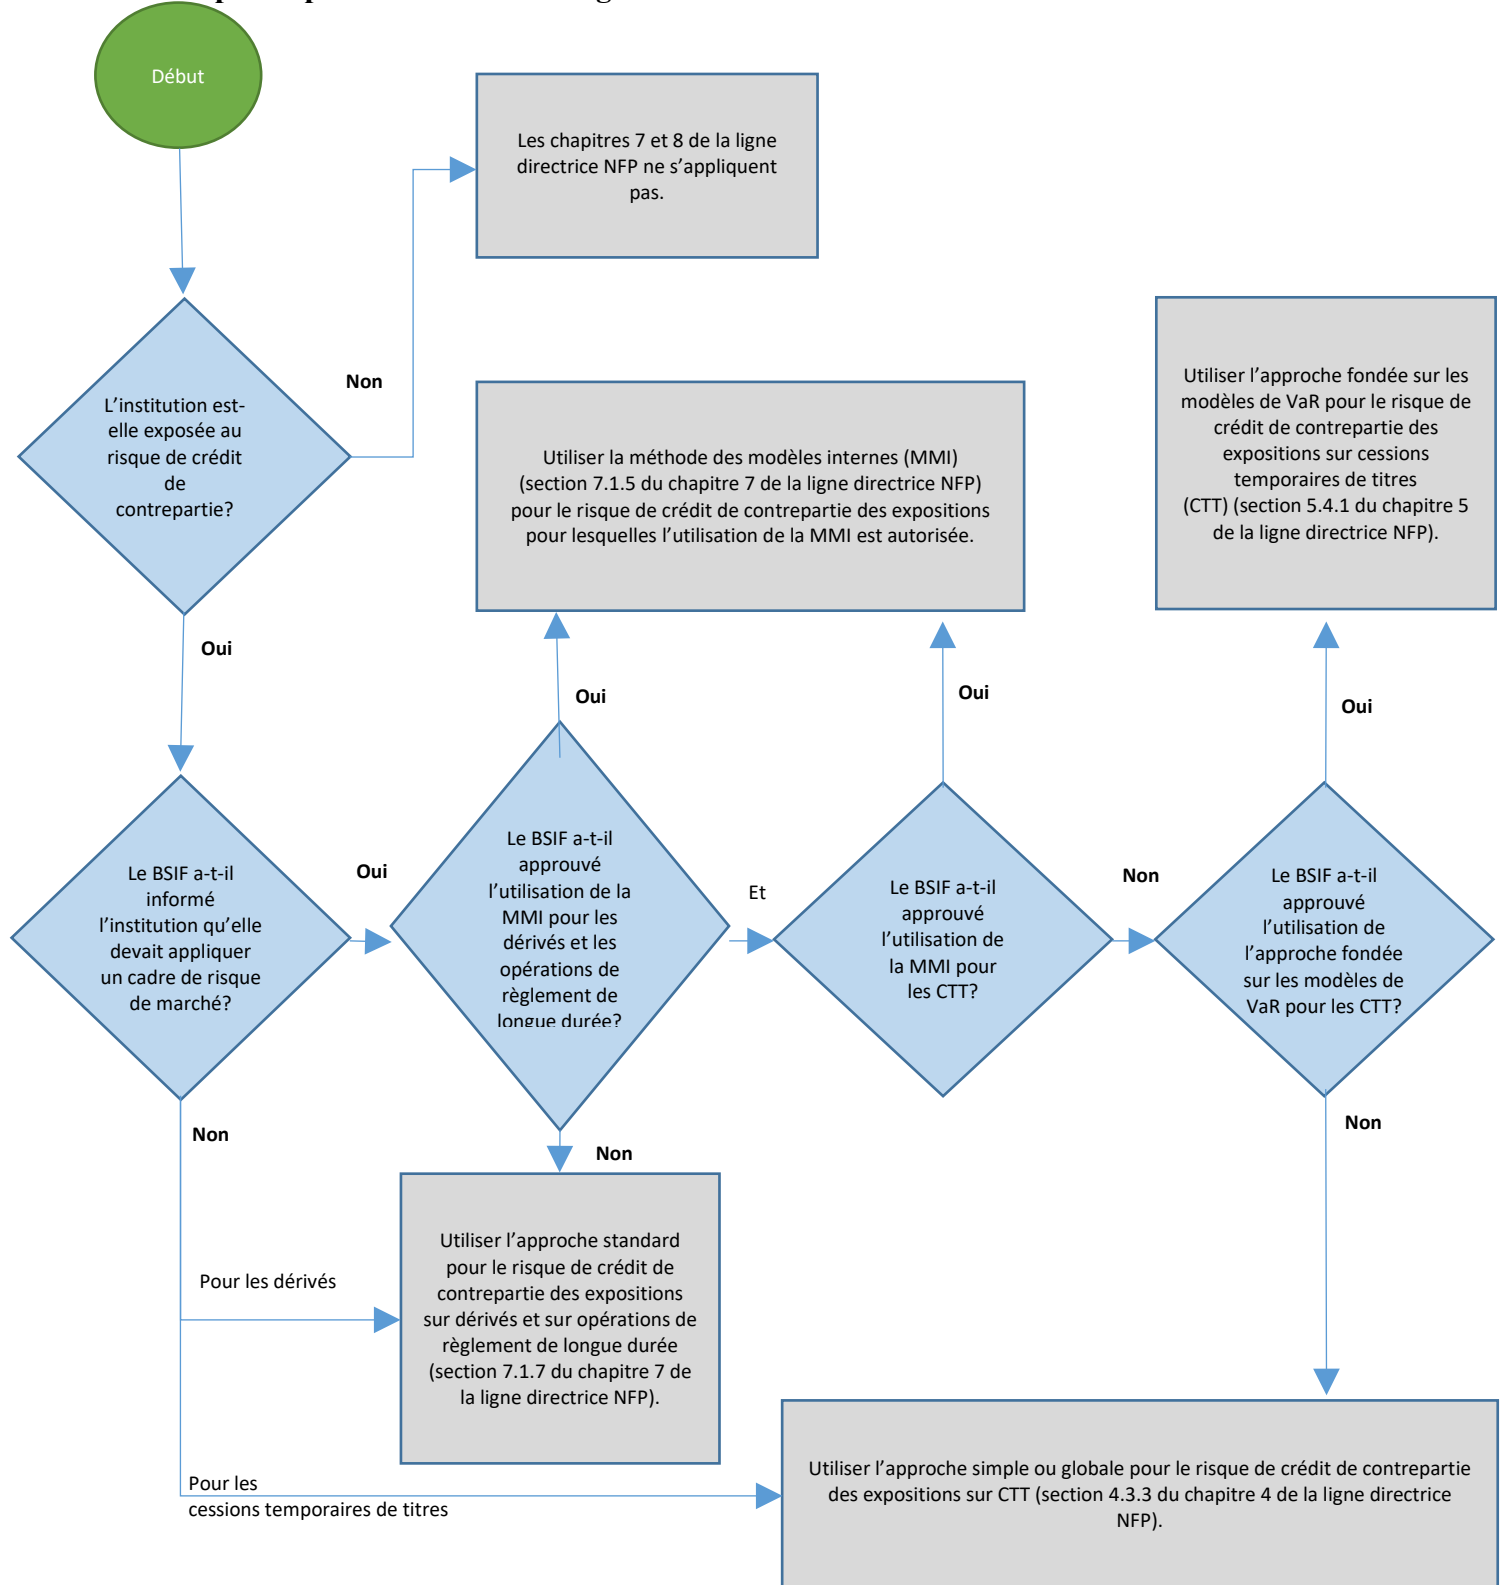 Début
Les chapitres 7 et 8 de la ligne
directrice NFP ne s’appliquent
pas.
Non
L’institution est-
elle exposée au
risque de crédit
de
contrepartie?
Utiliser la méthode des modèles internes (MMI)
(section 7.1.5 du chapitre 7 de la ligne directrice NFP)
pour le risque de crédit de contrepartie des expositions
pour lesquelles l’utilisation de la MMI est autorisée.
Utiliser l’approche fondée sur les
modèles de VaR pour le risque de
crédit de contrepartie des
expositions sur cessions
temporaires de titres
(CTT) (section 5.4.1 du chapitre 5
de la ligne directrice NFP).
Oui
Oui
Oui
Oui
Le BSIF a-t-il
informé
l’institution qu’elle
devait appliquer
un cadre de risque
de marché?
Oui
Le BSIF a-t-il
approuvé
l’utilisation de la
MMI pour les
dérivés et les
opérations de
règlement de
longue durée?
Et
Le BSIF a-t-il
approuvé
l’utilisation de
la MMI pour
les CTT?
Non
Le BSIF a-t-il
approuvé
l’utilisation de
l’approche fondée
sur les modèles de
VaR pour les CTT?
Non
Non
Non
Pour les dérivés
Utiliser l’approche standard
pour le risque de crédit de
contrepartie des expositions
sur dérivés et sur opérations de
règlement de longue durée
(section 7.1.7 du chapitre 7 de
la ligne directrice NFP).
Pour les
cessions temporaires de titres
Utiliser l’approche simple ou globale pour le risque de crédit de contrepartie
des expositions sur CTT (section 4.3.3 du chapitre 4 de la ligne directrice
NFP).